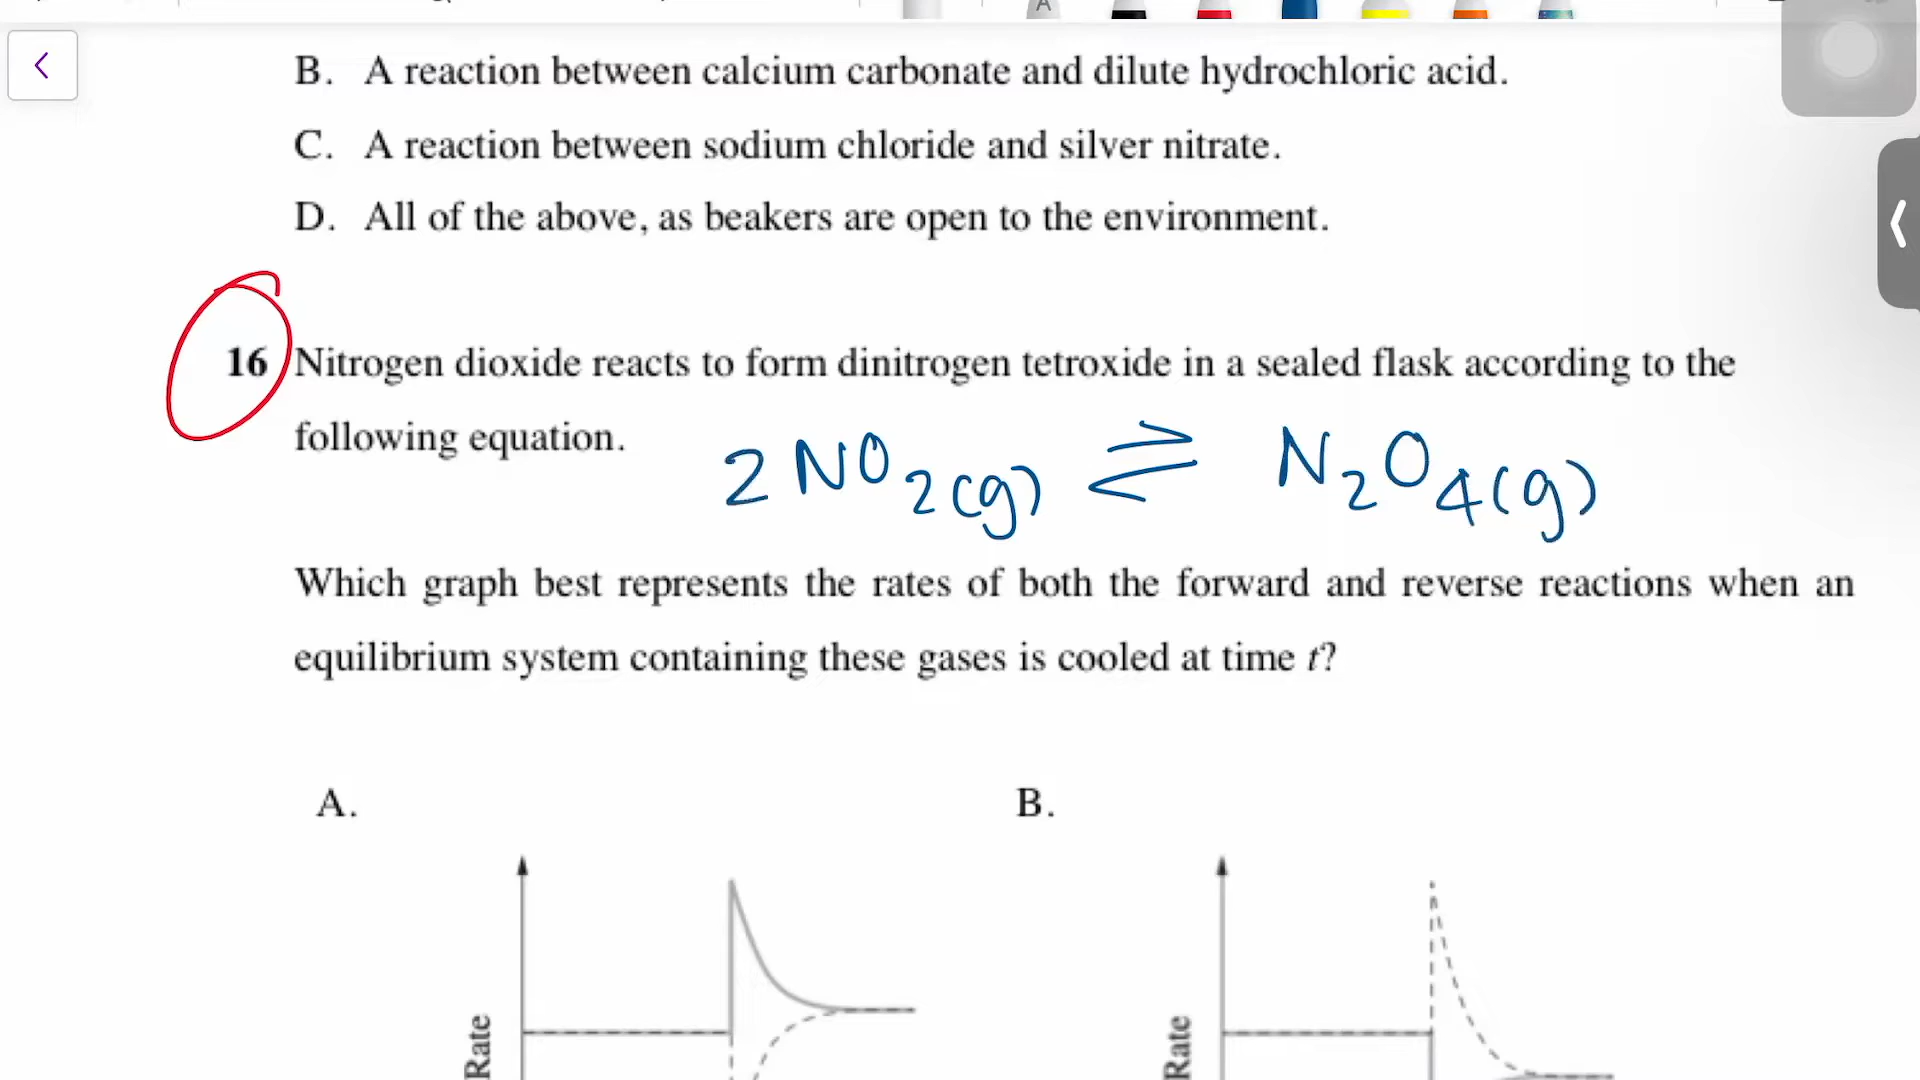 B. A reaction between calcium carbonate and dilute hydrochloric acid.
C. A reaction between sodium chloride and silver nitrate.
D. All of the above, as beakers are open to the environment.
16 Nitrogen dioxide reacts to form dinitrogen tetroxide in a sealed flask according to the
following equation.
2NO₂(g) ⇌ N₂O₄(g)
Which graph best represents the rates of both the forward and reverse reactions when an
equilibrium system containing these gases is cooled at time t?
A. B.
Rate Rate